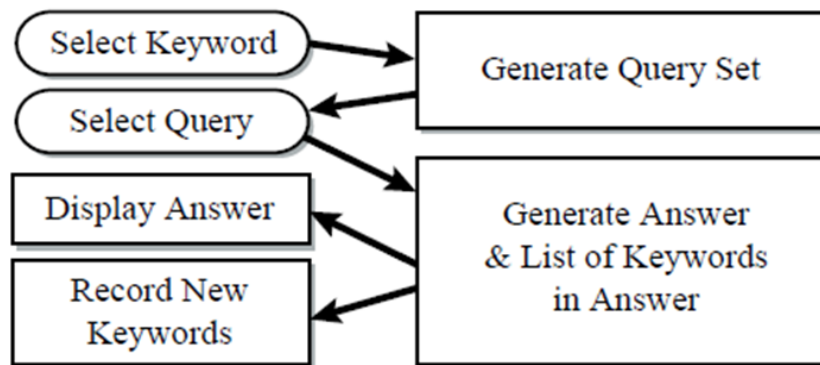 Select Keyword
Generate Query Set
Select Query
Display Answer
Generate Answer
& List of Keywords
in Answer
Record New
Keywords